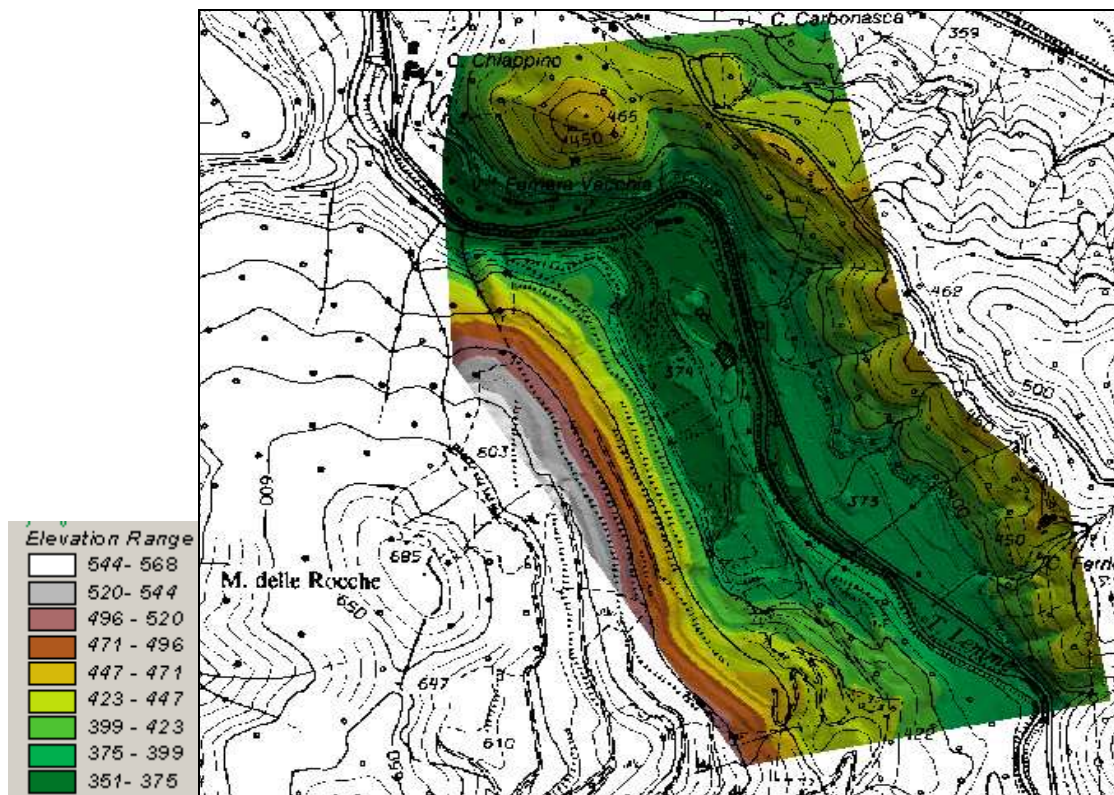 C. Carbonasca
359
C. Chiappino
465
450
Ferriera Vecchia
462
374
500
603
600
373
450
685
M. delle Rocche
650
T. Lemme
647
610
650
Elevation Range
544- 568
520- 544
496 - 520
471 - 496
447 - 471
423 - 447
399 - 423
375 - 399
351- 375